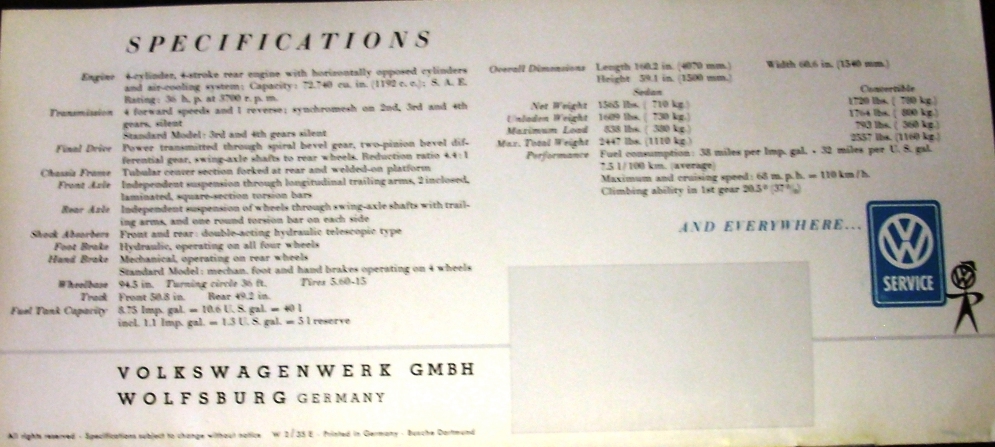 SPECIFICATIONS
Engine 4-cylinder, 4-stroke rear engine with horizontally opposed cylinders
and air-cooling system; Capacity: 72.740 cu. in. (1192 c. c.); S. A. E.
Rating: 36 h. p. at 3700 r. p. m.
Transmission 4 forward speeds and 1 reverse; synchromesh on 2nd, 3rd and 4th
gears, silent
Standard Model: 3rd and 4th gears silent
Final Drive Power transmitted through spiral bevel gear, two-pinion bevel dif-
ferential gear, swing-axle shafts to rear wheels. Reduction ratio 4.4:1
Chassis Frame Tubular center section forked at rear and welded-on platform
Front Axle Independent suspension through longitudinal trailing arms, 2 inclosed,
laminated, square-section torsion bars
Rear Axle Independent suspension of wheels through swing-axle shafts with trail-
ing arms, and one round torsion bar on each side
Shock Absorbers Front and rear: double-acting hydraulic telescopic type
Foot Brake Hydraulic, operating on all four wheels
Hand Brake Mechanical, operating on rear wheels
Standard Model: mechan. foot and hand brakes operating on 4 wheels
Wheelbase 94.5 in. Turning circle 36 ft. Tires 5.60-15
Track Front 50.8 in. Rear 49.2 in.
Fuel Tank Capacity 8.75 Imp. gal. = 10.6 U. S. gal. = 40 l
incl. 1.1 Imp. gal. = 1.3 U. S. gal. = 5 l reserve
Overall Dimensions Length 160.2 in. (4070 mm.) Width 60.6 in. (1540 mm.)
Height 59.1 in. (1500 mm.)
Sedan Convertible
Net Weight 1565 lbs. ( 710 kg.) 1720 lbs. ( 780 kg.)
Unladen Weight 1609 lbs. ( 730 kg.) 1764 lbs. ( 800 kg.)
Maximum Load 838 lbs. ( 380 kg.) 793 lbs. ( 360 kg.)
Max. Total Weight 2447 lbs. (1110 kg.) 2557 lbs. (1160 kg.)
Performance Fuel consumption: 38 miles per Imp. gal. - 32 miles per U. S. gal.
7.5 l/100 km. (average)
Maximum and cruising speed: 68 m. p. h. = 110 km/h.
Climbing ability in 1st gear 20.5° (37%)
AND EVERYWHERE...
VW
SERVICE
VOLKSWAGENWERK GMBH
WOLFSBURG GERMANY
All rights reserved - Specifications subject to change without notice W 2/55 E - Printed in Germany - Busche Dortmund